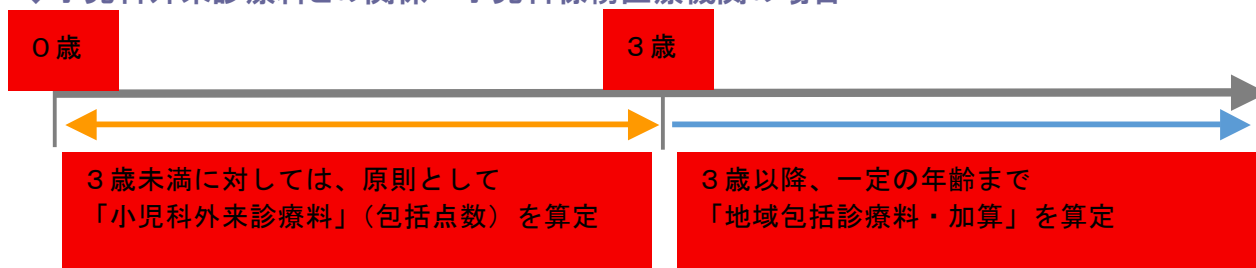 ０歳
３歳
３歳未満に対しては、原則として
「小児科外来診療料」（包括点数）を算定
３歳以降、一定の年齢まで
「地域包括診療料・加算」を算定